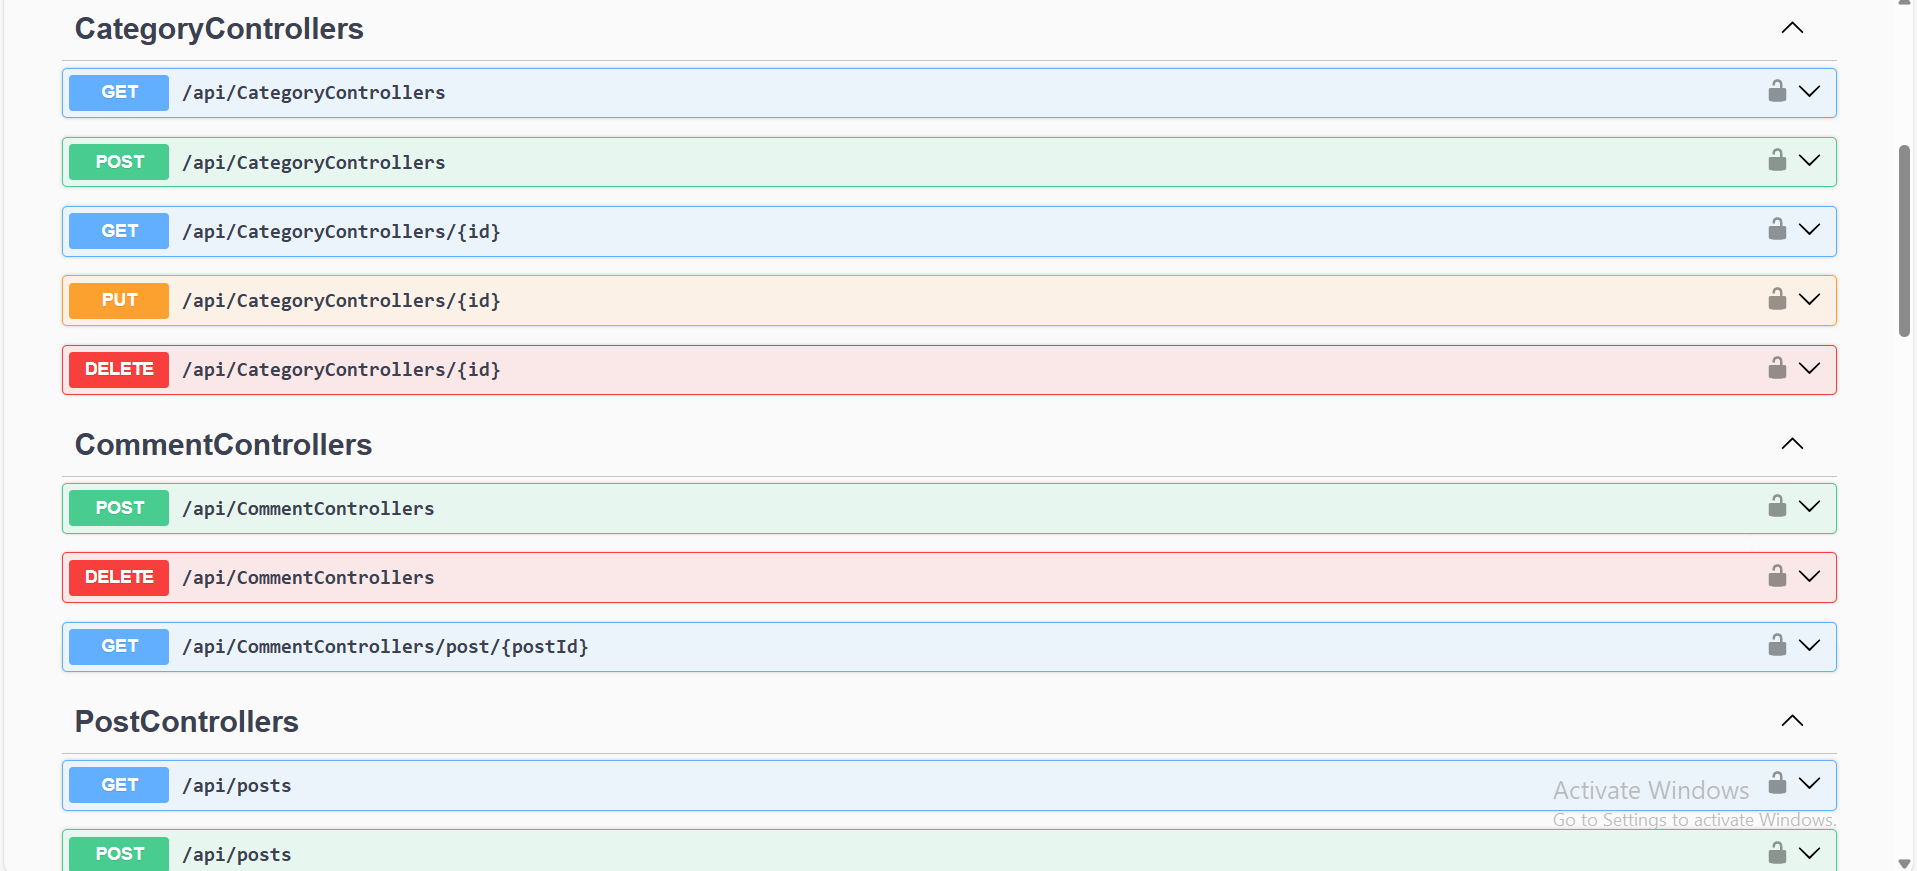 CategoryControllers
GET /api/CategoryControllers
POST /api/CategoryControllers
GET /api/CategoryControllers/{id}
PUT /api/CategoryControllers/{id}
DELETE /api/CategoryControllers/{id}
CommentControllers
POST /api/CommentControllers
DELETE /api/CommentControllers
GET /api/CommentControllers/post/{postId}
PostControllers
GET /api/posts
Activate Windows
Go to Settings to activate Windows.
POST /api/posts